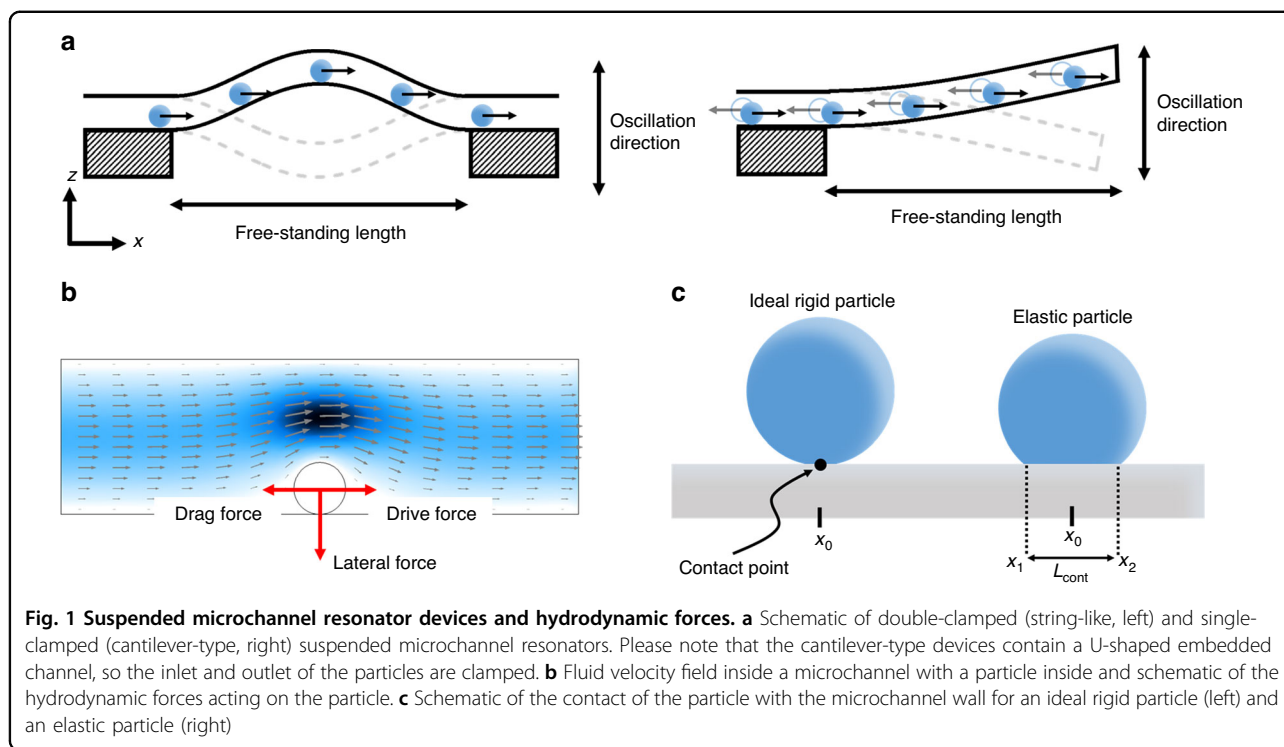 a
Oscillation
direction
z
x
Free-standing length
Oscillation
direction
Free-standing length
b
Drag force
Drive force
Lateral force
c
Ideal rigid particle
Elastic particle
x₀
Contact point
x₀
x₁
x₂
L_cont
Fig. 1 Suspended microchannel resonator devices and hydrodynamic forces. a Schematic of double-clamped (string-like, left) and single-
clamped (cantilever-type, right) suspended microchannel resonators. Please note that the cantilever-type devices contain a U-shaped embedded
channel, so the inlet and outlet of the particles are clamped. b Fluid velocity field inside a microchannel with a particle inside and schematic of the
hydrodynamic forces acting on the particle. c Schematic of the contact of the particle with the microchannel wall for an ideal rigid particle (left) and
an elastic particle (right)